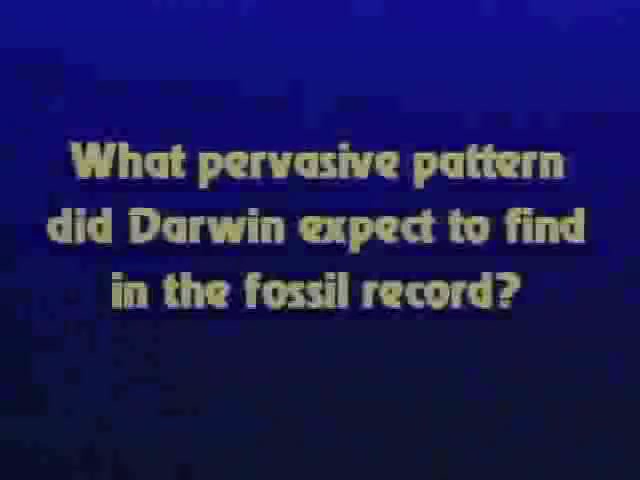 What pervasive pattern
did Darwin expect to find
in the fossil record?